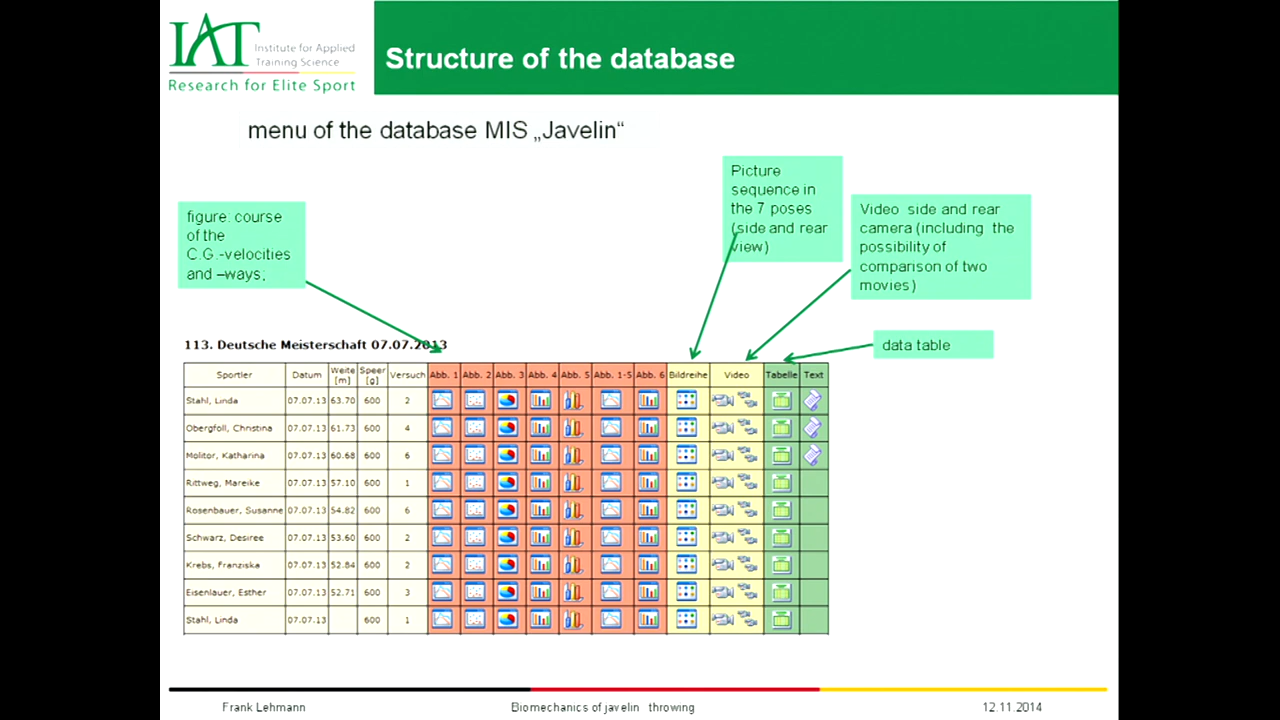 IAT
Institute for Applied
Training Science
Research for Elite Sport
Structure of the database
menu of the database MIS „Javelin“
Picture
sequence in
the 7 poses
(side and rear
view)
Video side and rear
camera (including the
possibility of
comparison of two
movies)
figure: course
of the
C.G.-velocities
and –ways;
data table
113. Deutsche Meisterschaft 07.07.2013
Sportler Datum Weite [m] Speer [g] Versuch Abb. 1 Abb. 2 Abb. 3 Abb. 4 Abb. 5 Abb. 1-5 Abb. 6 Bildreihe Video Tabelle Text
Stahl, Linda 07.07.13 63.70 600 2
Obergföll, Christina 07.07.13 61.73 600 4
Molitor, Katharina 07.07.13 60.68 600 6
Rittweg, Mareike 07.07.13 57.10 600 1
Rosenbauer, Susanne 07.07.13 54.82 600 6
Schwarz, Desiree 07.07.13 53.60 600 2
Krebs, Franziska 07.07.13 52.84 600 2
Eisenlauer, Esther 07.07.13 52.71 600 3
Stahl, Linda 07.07.13 600 1
Frank Lehmann Biomechanics of javelin throwing 12.11.2014